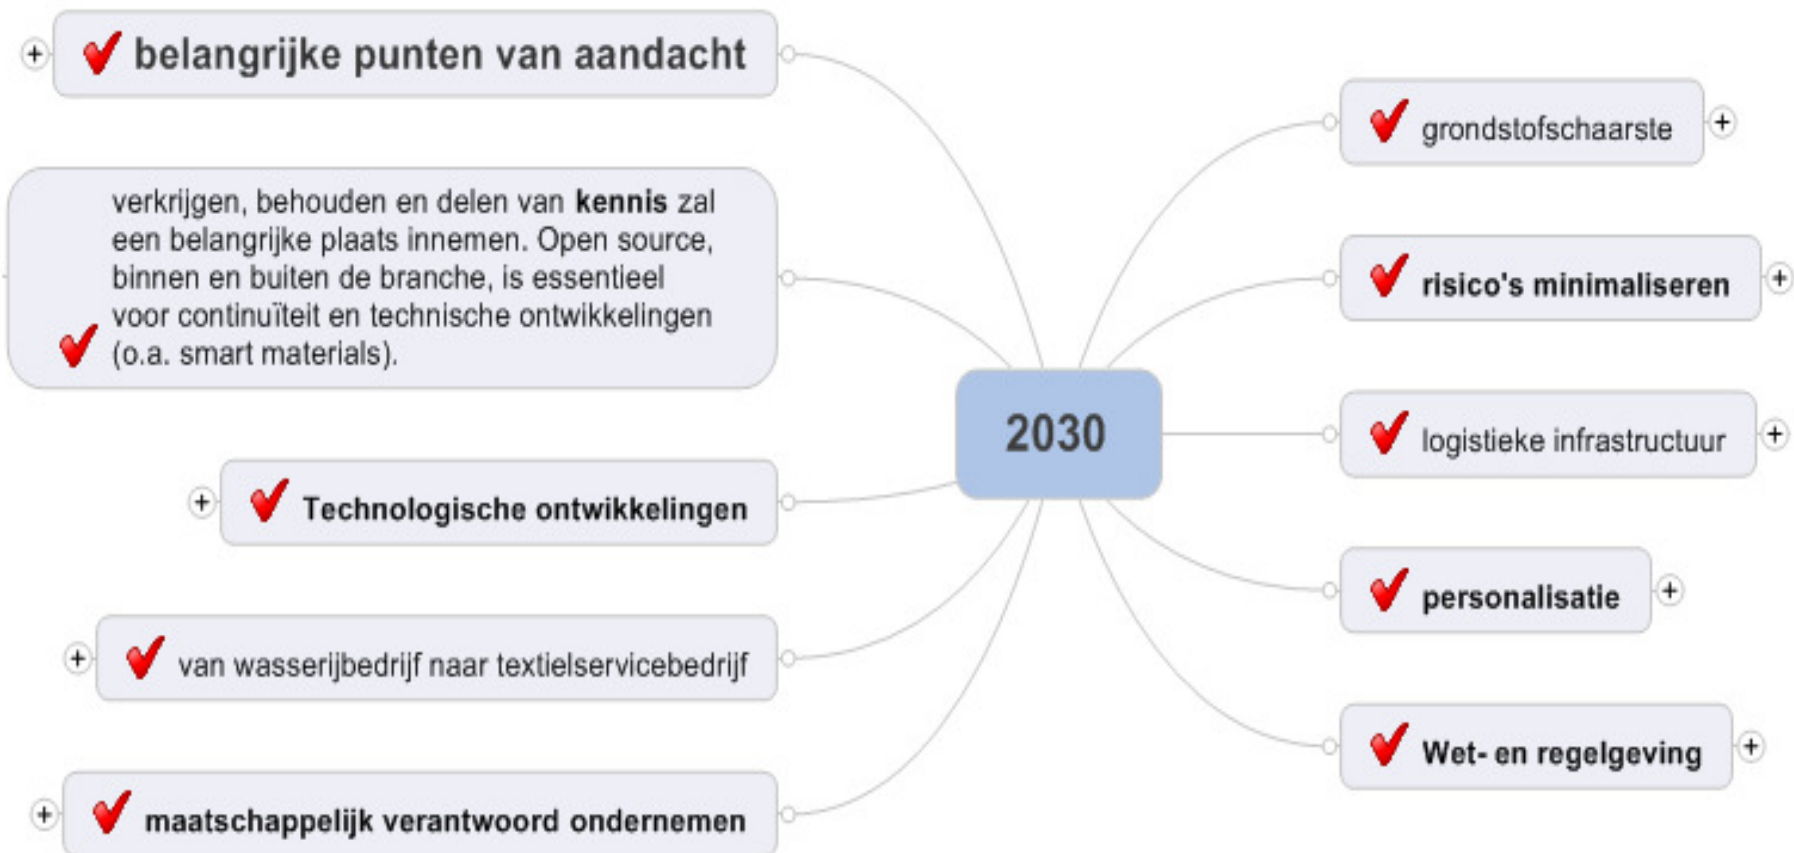 belangrijke punten van aandacht
verkrijgen, behouden en delen van kennis zal
een belangrijke plaats innemen. Open source,
binnen en buiten de branche, is essentieel
voor continuïteit en technische ontwikkelingen
(o.a. smart materials).
Technologische ontwikkelingen
van wasserijbedrijf naar textielservicebedrijf
maatschappelijk verantwoord ondernemen
2030
grondstofschaarste
risico's minimaliseren
logistieke infrastructuur
personalisatie
Wet- en regelgeving